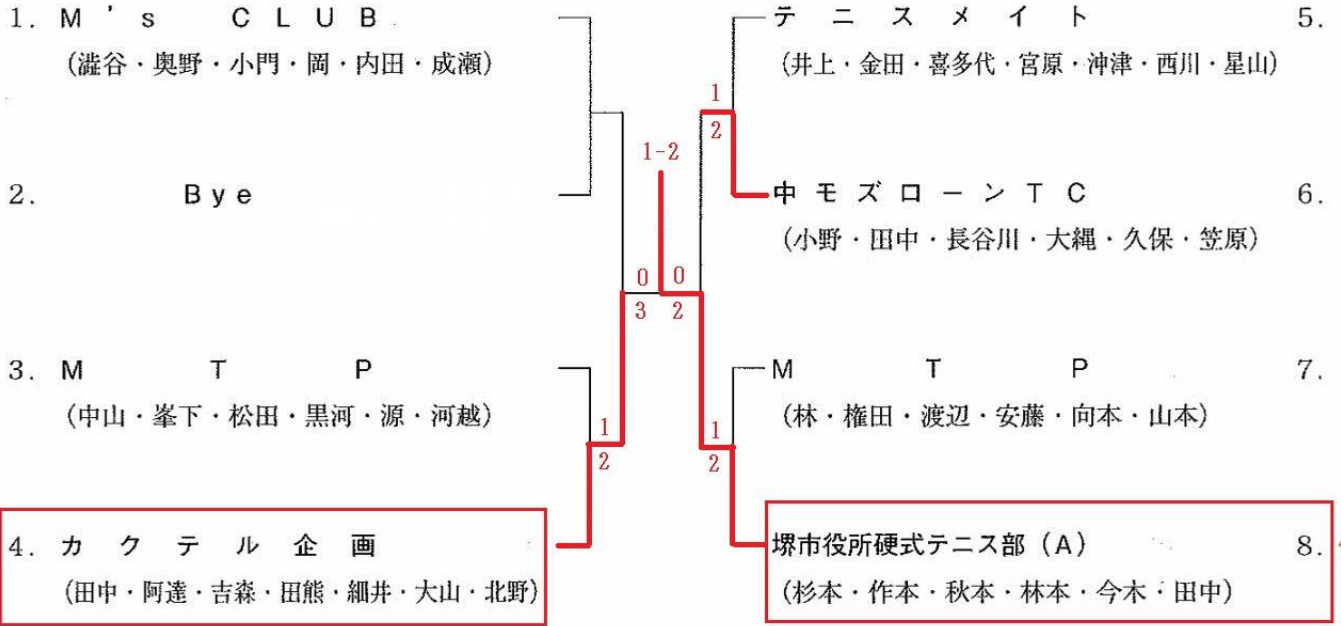 1. M's CLUB
(澁谷・奥野・小門・岡・内田・成瀬)
2. Bye
3. MTP
(中山・峯下・松田・黒河・源・河越)
4. カクテル企画
(田中・阿達・吉森・田熊・細井・大山・北野)
1-2
0
3
0
2
1
2
1
2
1
2
テニスメイト 5.
(井上・金田・喜多代・宮原・沖津・西川・星山)
中モズローンTC 6.
(小野・田中・長谷川・大縄・久保・笠原)
MTP 7.
(林・権田・渡辺・安藤・向本・山本)
堺市役所硬式テニス部(A) 8.
(杉本・作本・秋本・林本・今木・田中)